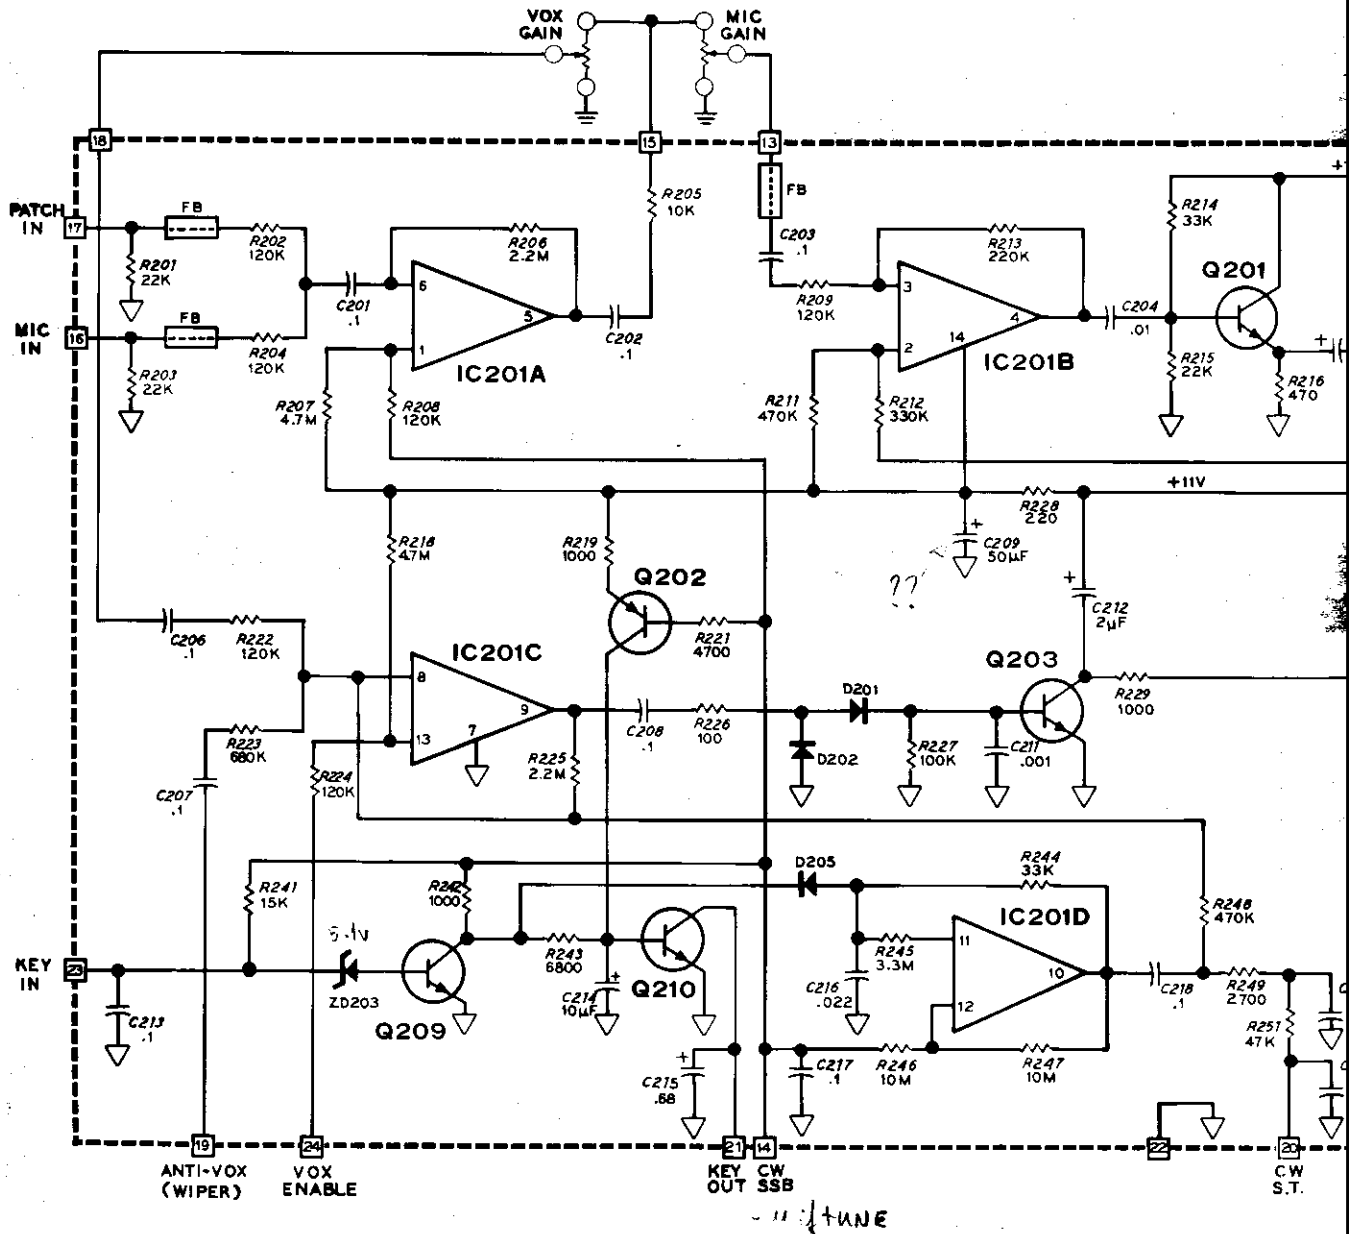 VOX GAIN
MIC GAIN
18
15
13
PATCH IN
17
FB
R202 120K
R201 22K
C201 .1
R206 2.2M
R205 10K
6
5
1
IC201A
C202 .1
MIC IN
16
FB
R204 120K
R203 22K
R207 4.7M
R208 120K
FB
C203 .1
R209 120K
R213 220K
3
4
2
14
IC201B
C204 .01
R214 33K
Q201
R215 22K
+
R216 470
R211 470K
R212 330K
+11V
R228 220
+
C209 50µF
??
R218 4.7M
R219 1000
Q202
R221 4700
+
C212 2µF
C206 .1
R222 120K
R223 680K
C207 .1
8
9
7
13
IC201C
R224 120K
R225 2.2M
C208 .1
R226 100
D201
D202
R227 100K
C211 .001
Q203
R229 1000
R241 15K
R242 1000
5.1V
KEY IN
23
C213 .1
ZD203
Q209
R243 6800
+
C214 10µF
Q210
+
C215 .68
D205
R244 33K
R245 3.3M
C216 .022
11
10
12
IC201D
C217 .1
R246 10M
R247 10M
C218 .1
R248 470K
R249 2700
R251 47K
19
ANTI-VOX (WIPER)
24
VOX ENABLE
21
KEY OUT
14
CW SSB
22
20
CW S.T.
TUNE